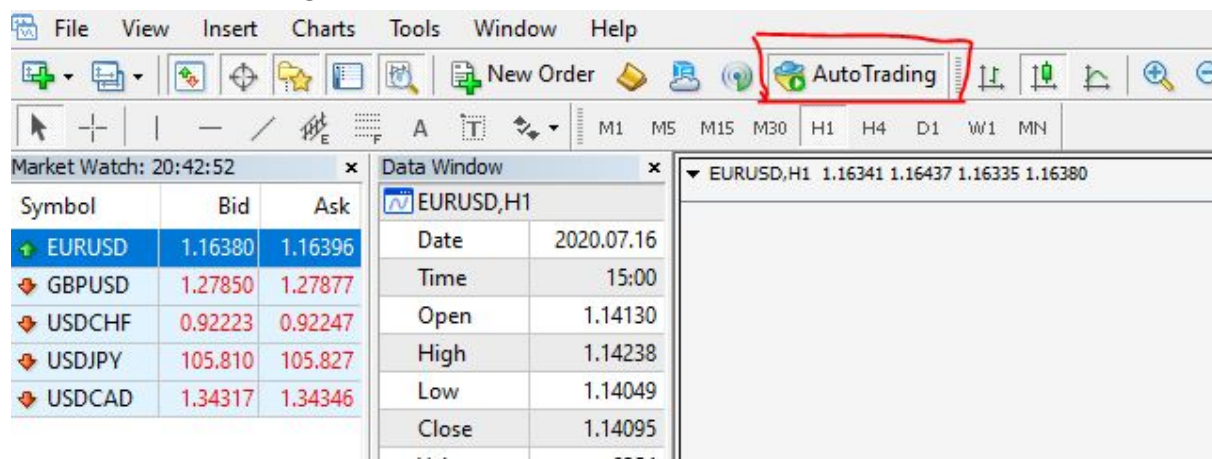 File View Insert Charts Tools Window Help
New Order AutoTrading
E F A T M1 M5 M15 M30 H1 H4 D1 W1 MN
Market Watch: 20:42:52 x
Symbol Bid Ask
EURUSD 1.16380 1.16396
GBPUSD 1.27850 1.27877
USDCHF 0.92223 0.92247
USDJPY 105.810 105.827
USDCAD 1.34317 1.34346
Data Window x
EURUSD,H1
Date 2020.07.16
Time 15:00
Open 1.14130
High 1.14238
Low 1.14049
Close 1.14095
EURUSD,H1 1.16341 1.16437 1.16335 1.16380